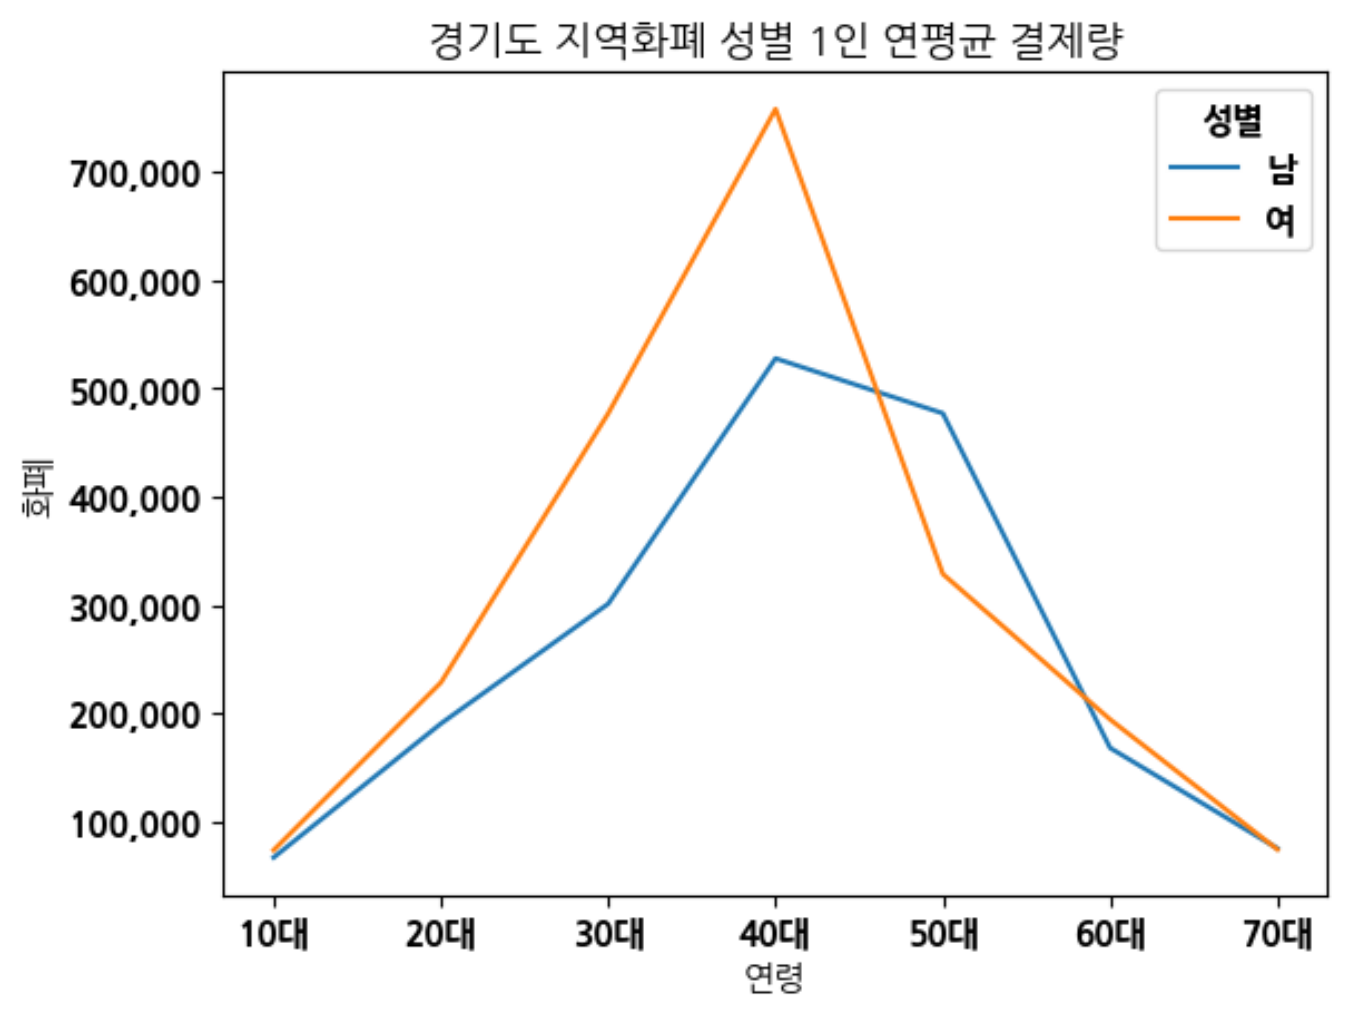 경기도 지역화폐 성별 1인 연평균 결제량
성별
남
여
700,000
600,000
500,000
400,000
300,000
200,000
100,000
화폐
10대 20대 30대 40대 50대 60대 70대
연령